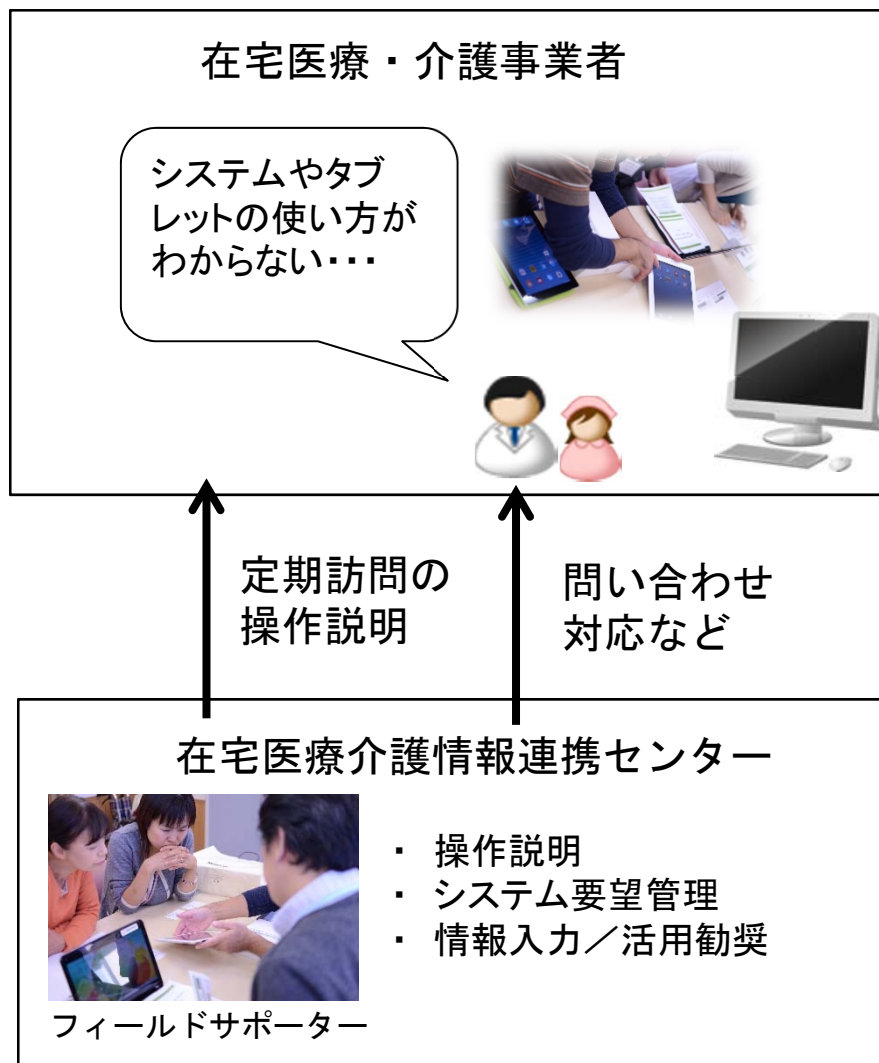 在宅医療・介護事業者
システムやタブ
レットの使い方が
わからない・・・
定期訪問の
操作説明
問い合わせ
対応など
在宅医療介護情報連携センター
・ 操作説明
・ システム要望管理
・ 情報入力／活用勧奨
フィールドサポーター